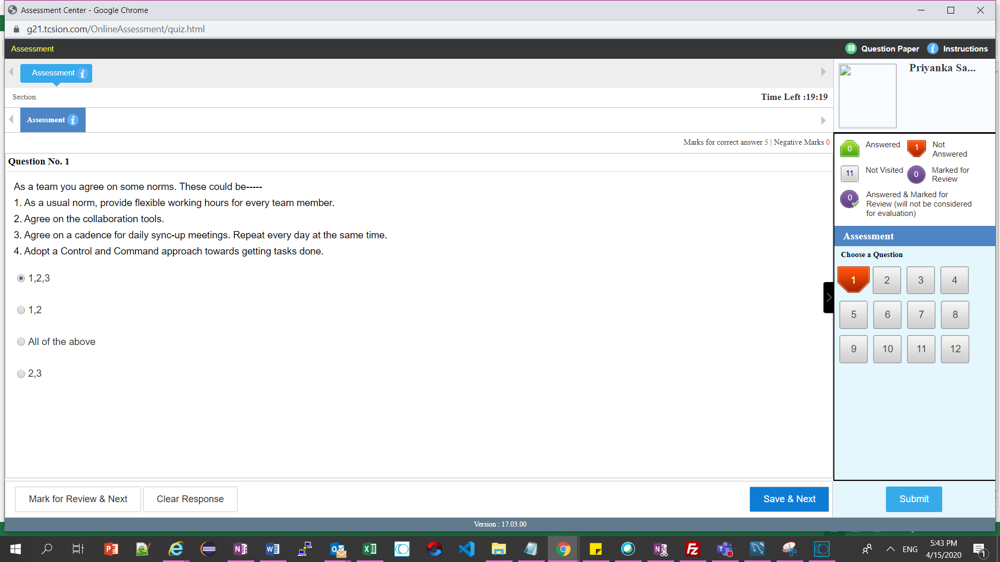 Assessment Center - Google Chrome
g21.tcsion.com/OnlineAssessment/quiz.html
Assessment
Question Paper
Instructions
Assessment
Priyanka Sa...
Section
Time Left :19:19
Assessment
Marks for correct answer 5 | Negative Marks 0
0 Answered
1 Not Answered
11 Not Visited
0 Marked for Review
0 Answered & Marked for
Review (will not be considered
for evaluation)
Question No. 1
As a team you agree on some norms. These could be-----
1. As a usual norm, provide flexible working hours for every team member.
2. Agree on the collaboration tools.
3. Agree on a cadence for daily sync-up meetings. Repeat every day at the same time.
4. Adopt a Control and Command approach towards getting tasks done.
1,2,3
1,2
All of the above
2,3
Assessment
Choose a Question
1 2 3 4
5 6 7 8
9 10 11 12
Mark for Review & Next
Clear Response
Save & Next
Submit
Version : 17.03.00
ENG
5:43 PM
4/15/2020
1